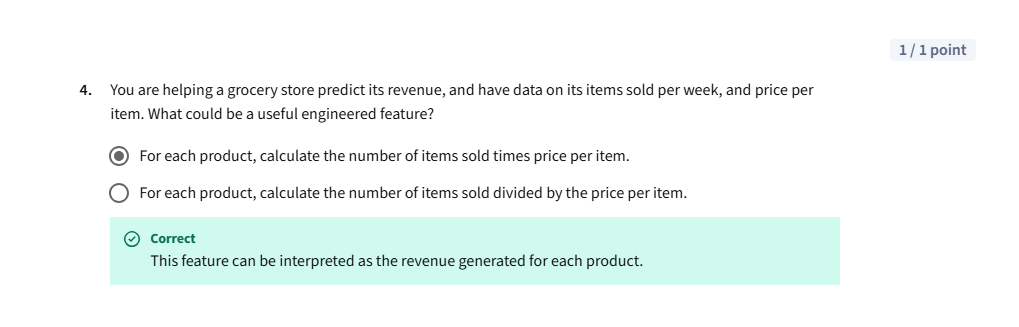 1 / 1 point
4. You are helping a grocery store predict its revenue, and have data on its items sold per week, and price per
item. What could be a useful engineered feature?
For each product, calculate the number of items sold times price per item.
For each product, calculate the number of items sold divided by the price per item.
Correct
This feature can be interpreted as the revenue generated for each product.